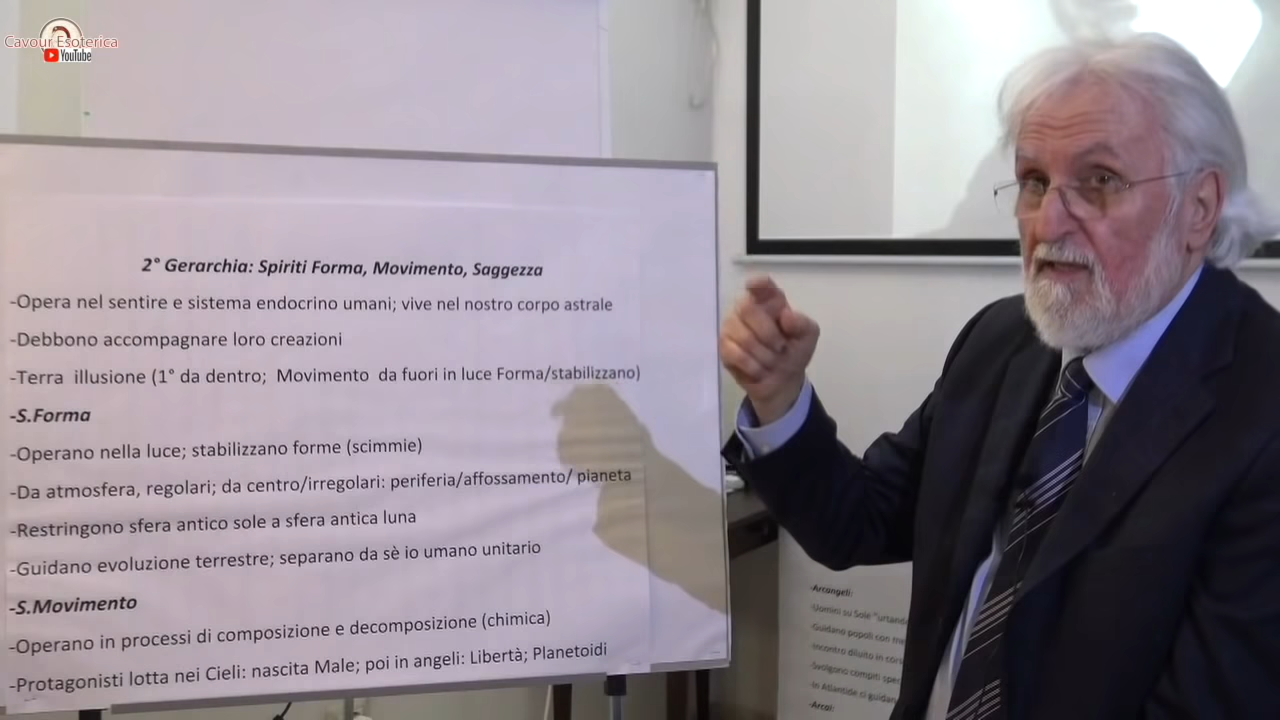 Cavour Esoterica
YouTube
2° Gerarchia: Spiriti Forma, Movimento, Saggezza
-Opera nel sentire e sistema endocrino umani; vive nel nostro corpo astrale
-Debbono accompagnare loro creazioni
-Terra illusione (1° da dentro; Movimento da fuori in luce Forma/stabilizzano)
-S.Forma
-Operano nella luce; stabilizzano forme (scimmie)
-Da atmosfera, regolari; da centro/irregolari: periferia/affossamento/ pianeta
-Restringono sfera antico sole a sfera antica luna
-Guidano evoluzione terrestre; separano da sè io umano unitario
-S.Movimento
-Operano in processi di composizione e decomposizione (chimica)
-Protagonisti lotta nei Cieli: nascita Male; poi in angeli: Libertà; Planetoidi
-Arcangeli:
-Uomini su Sole "urtando
-Guidano popoli con
-Incontro diluito in
-Svolgono compiti
-In Atlantide ci
-Arcai: